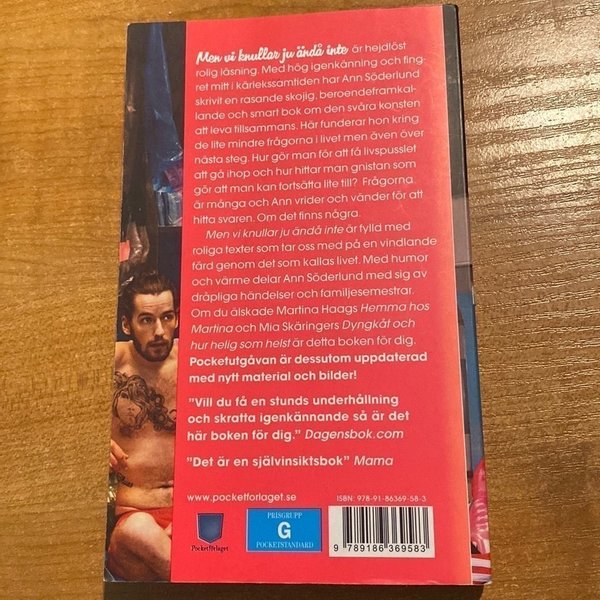 Men vi knullar ju ändå inte är hejdlöst
rolig läsning. Med hög igenkänning och fing-
ret mitt i kärlekssamtiden har Ann Söderlund
skrivit en rasande skojig, beroendeframkal-
lande och smart bok om den svåra konsten
att leva tillsammans. Här funderar hon kring
de lite mindre frågorna i livet men även över
nästa steg. Hur gör man för att få livspusslet
att gå ihop och hur hittar man gnistan som
gör att man kan fortsätta lite till? Frågorna
är många och Ann vrider och vänder för att
hitta svaren. Om det finns några.
Men vi knullar ju ändå inte är fylld med
roliga texter som tar oss med på en vindlande
färd genom det som kallas livet. Med humor
och värme delar Ann Söderlund med sig av
dråpliga händelser och familjesemestrar.
Om du älskade Martina Haags Hemma hos
Martina och Mia Skäringers Dyngkåt och
hur helig som helst är detta boken för dig.
Pocketutgåvan är dessutom uppdaterad
med nytt material och bilder!
"Vill du få en stunds underhållning
och skratta igenkännande så är det
här boken för dig." Dagensbok.com
"Det är en självinsiktsbok" Mama
www.pocketforlaget.se
Pocketförlaget
PRISGRUPP
G
POCKETSTANDARD
ISBN: 978-91-86369-58-3
9 789186 369583